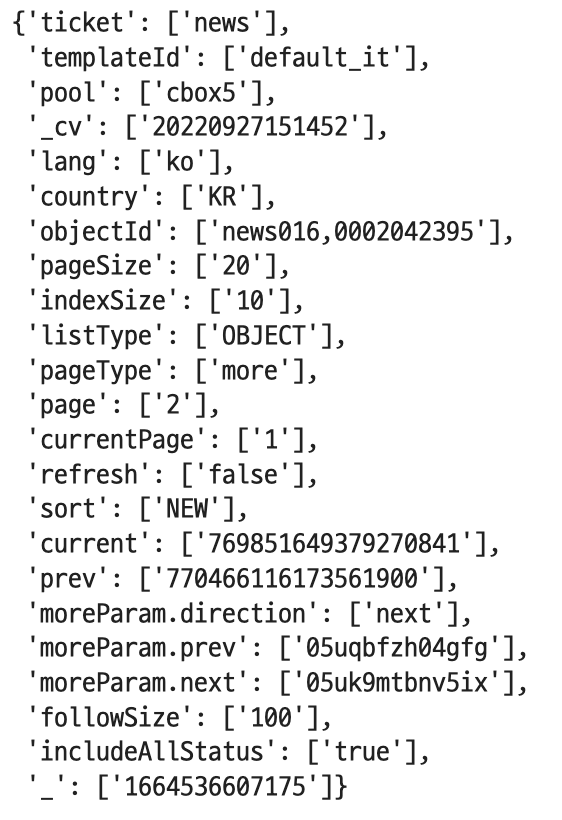 {'ticket': ['news'],
'templateId': ['default_it'],
'pool': ['cbox5'],
'_cv': ['20220927151452'],
'lang': ['ko'],
'country': ['KR'],
'objectId': ['news016,0002042395'],
'pageSize': ['20'],
'indexSize': ['10'],
'listType': ['OBJECT'],
'pageType': ['more'],
'page': ['2'],
'currentPage': ['1'],
'refresh': ['false'],
'sort': ['NEW'],
'current': ['769851649379270841'],
'prev': ['770466116173561900'],
'moreParam.direction': ['next'],
'moreParam.prev': ['05uqbfzh04gfg'],
'moreParam.next': ['05uk9mtbnv5ix'],
'followSize': ['100'],
'includeAllStatus': ['true'],
'_': ['1664536607175']}